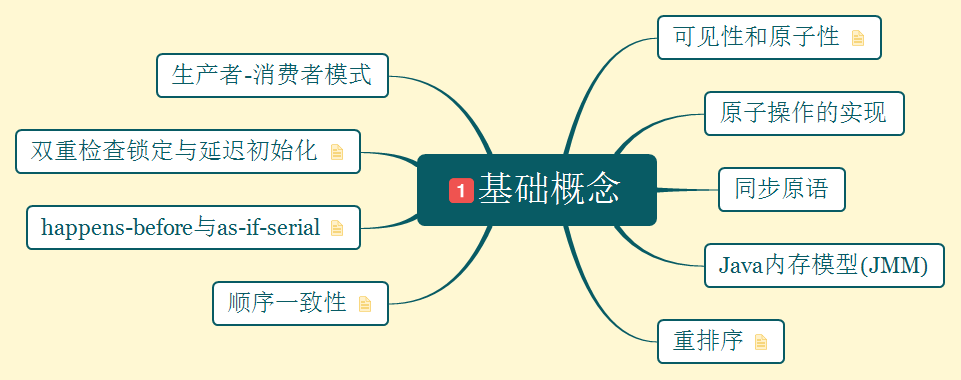 1 基础概念
可见性和原子性
原子操作的实现
同步原语
Java内存模型(JMM)
重排序
生产者-消费者模式
双重检查锁定与延迟初始化
happens-before与as-if-serial
顺序一致性